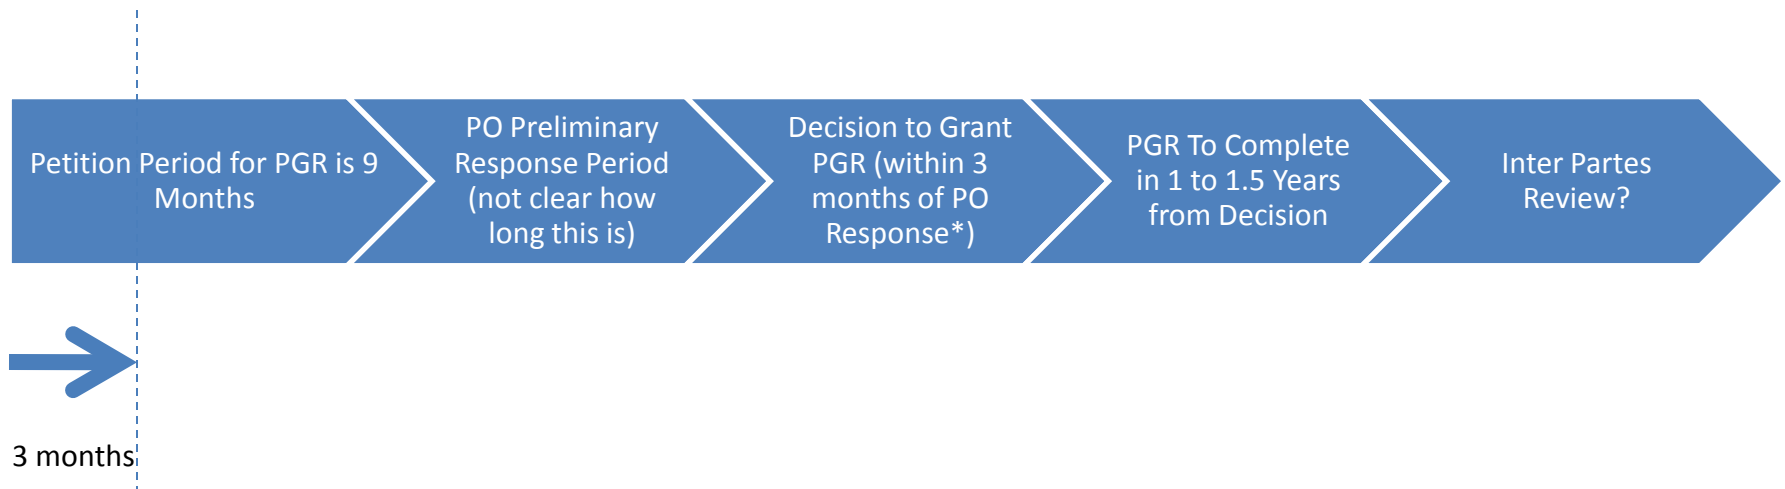 Petition Period for PGR is 9
Months
PO Preliminary
Response Period
(not clear how
long this is)
Decision to Grant
PGR (within 3
months of PO
Response*)
PGR To Complete
in 1 to 1.5 Years
from Decision
Inter Partes
Review?
3 months